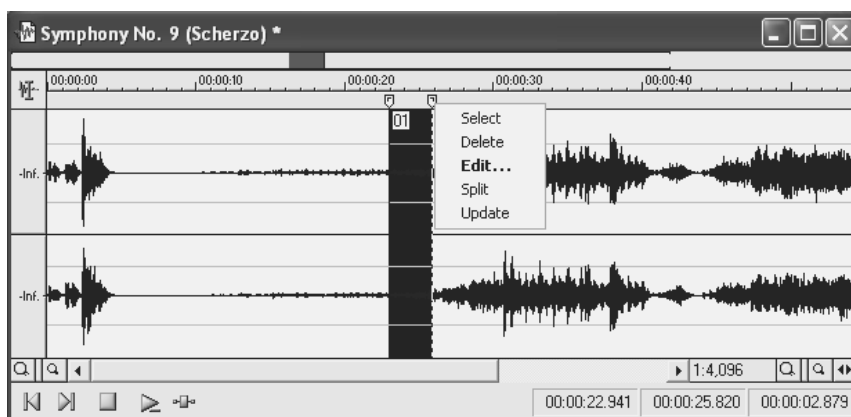 Symphony No. 9 (Scherzo) *
00:00:00 00:00:10 00:00:20 00:00:30 00:00:40
01
Select
Delete
-Inf.
Edit...
Split
Update
-Inf.
1:4,096
00:00:22.941 00:00:25.820 00:00:02.879